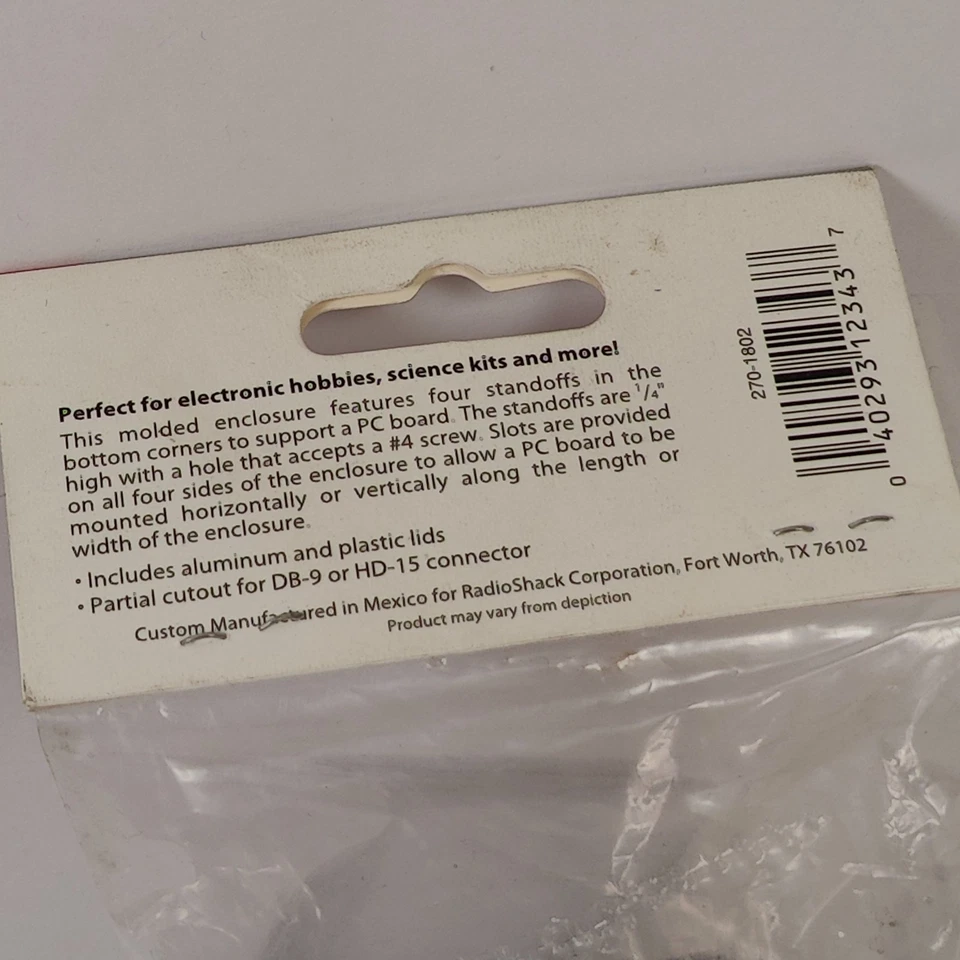 Perfect for electronic hobbies, science kits and more!
This molded enclosure features four standoffs in the
bottom corners to support a PC board. The standoffs are 1/4"
high with a hole that accepts a #4 screw. Slots are provided
on all four sides of the enclosure to allow a PC board to be
mounted horizontally or vertically along the length or
width of the enclosure.
• Includes aluminum and plastic lids
• Partial cutout for DB-9 or HD-15 connector
Custom Manufactured in Mexico for RadioShack Corporation, Fort Worth, TX 76102
Product may vary from depiction
270-1802
0 40293 12343 7